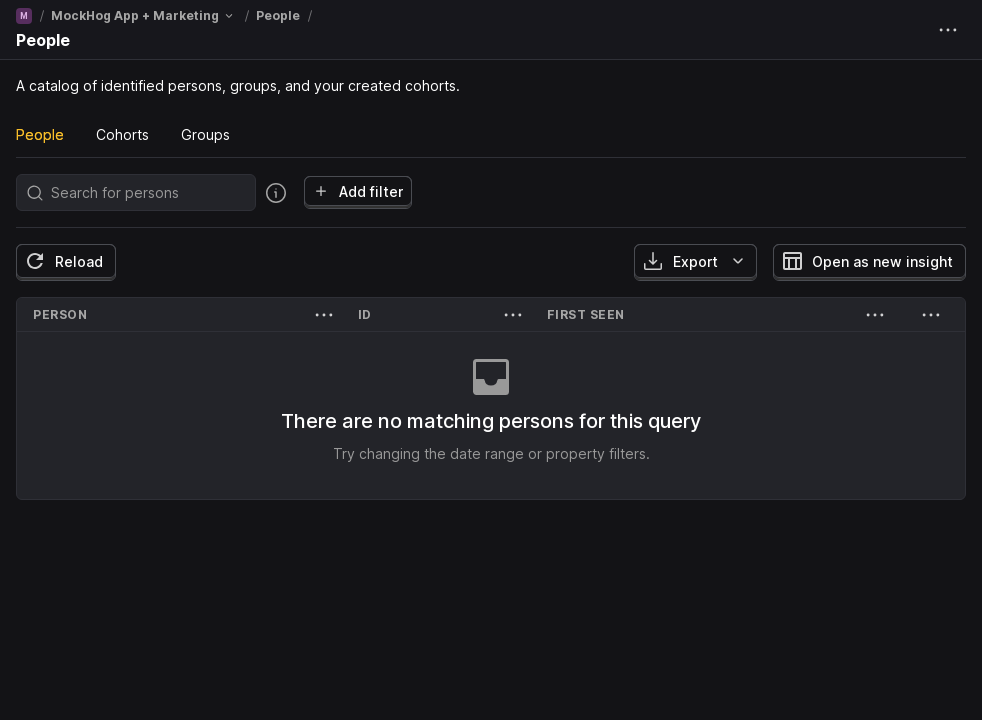 M / MockHog App + Marketing / People /
People
A catalog of identified persons, groups, and your created cohorts.
People Cohorts Groups
Search for persons Add filter
Reload Export Open as new insight
PERSON ID FIRST SEEN
There are no matching persons for this query
Try changing the date range or property filters.